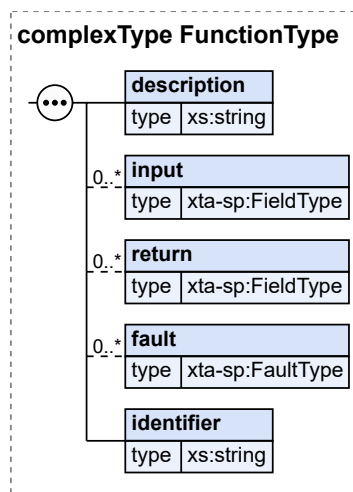 complexType FunctionType
description
type xs:string
0..* input
type xta-sp:FieldType
0..* return
type xta-sp:FieldType
0..* fault
type xta-sp:FaultType
identifier
type xs:string